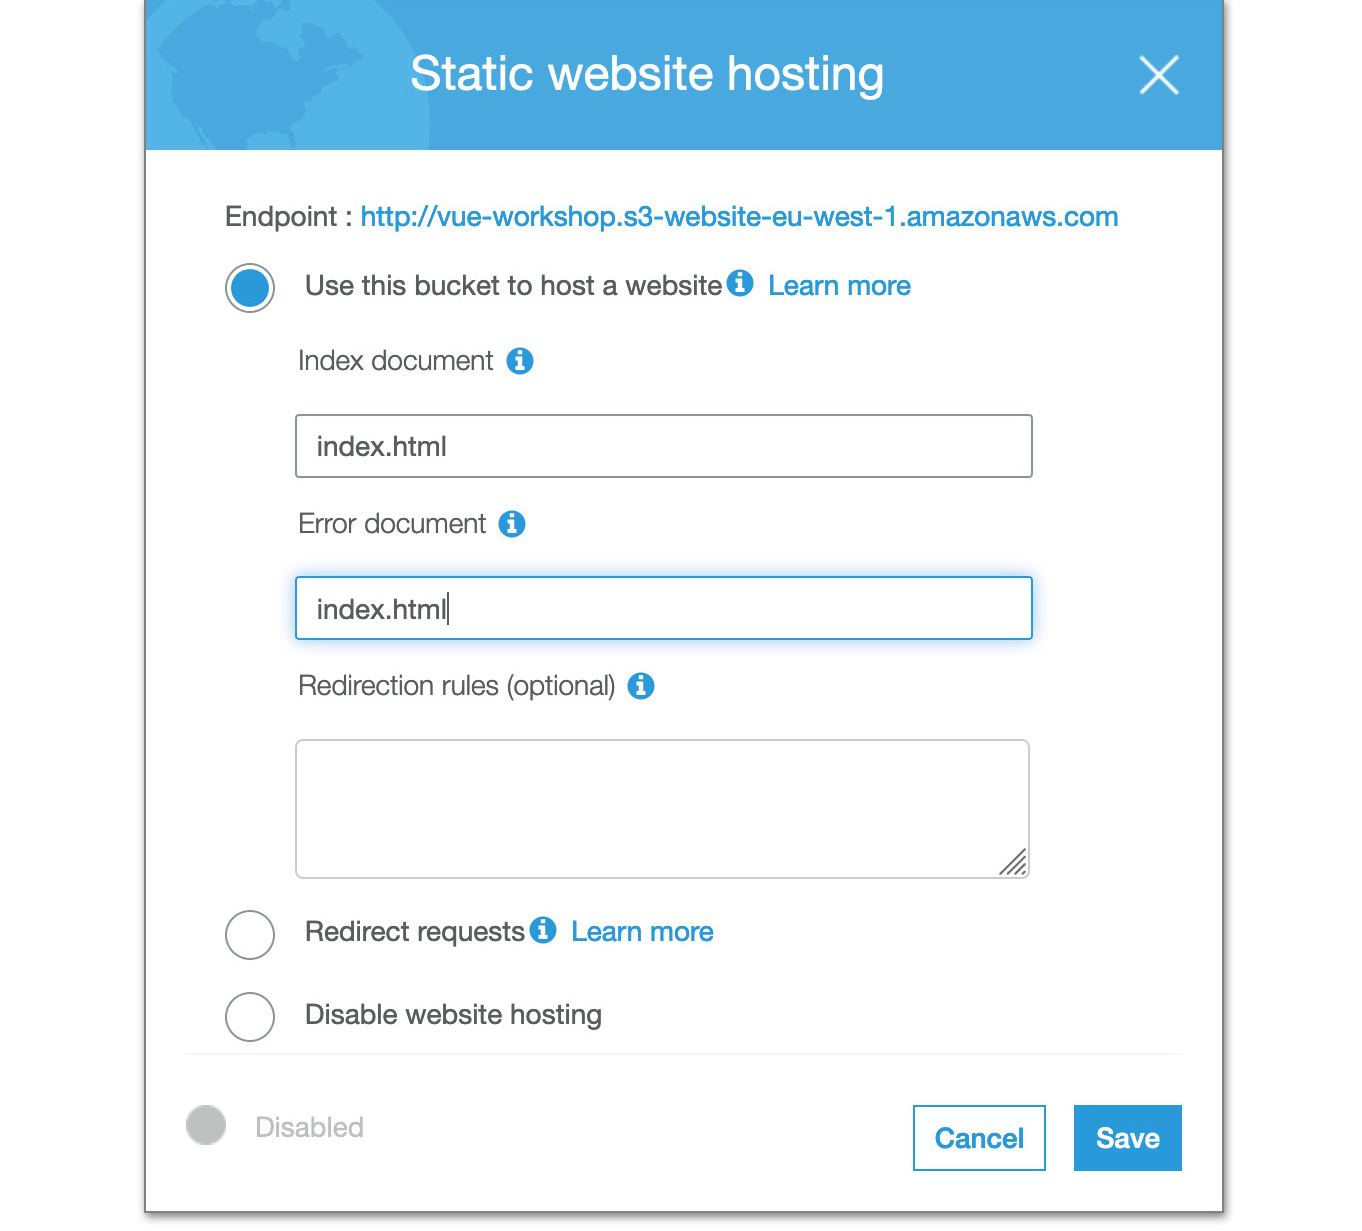 Static website hosting
Endpoint : http://vue-workshop.s3-website-eu-west-1.amazonaws.com
Use this bucket to host a website Learn more
Index document
index.html
Error document
index.html
Redirection rules (optional)
Redirect requests Learn more
Disable website hosting
Disabled
Cancel Save